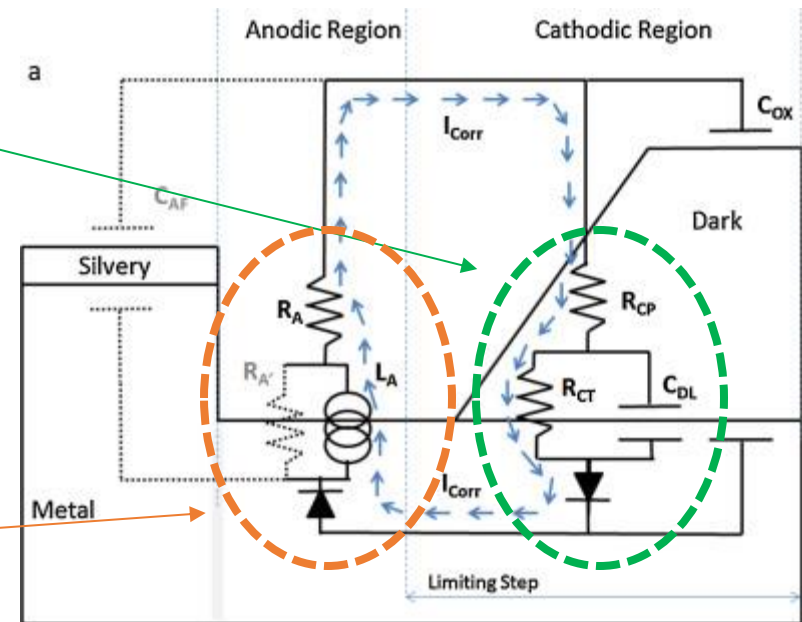 Anodic Region
Cathodic Region
a
C_OX
I_Corr
C_AF
Dark
Silvery
R_CP
R_A
R_A'
L_A
R_CT
C_DL
I_Corr
Metal
Limiting Step